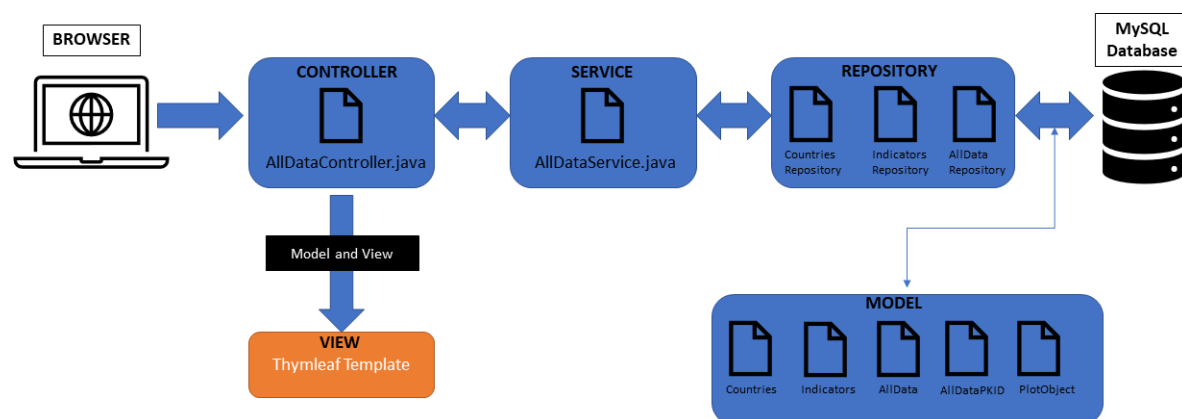 BROWSER
CONTROLLER
AllDataController.java
SERVICE
AllDataService.java
REPOSITORY
Countries
Repository
Indicators
Repository
AllData
Repository
MySQL
Database
Model and View
VIEW
Thymleaf Template
MODEL
Countries
Indicators
AllData
AllDataPKID
PlotObject